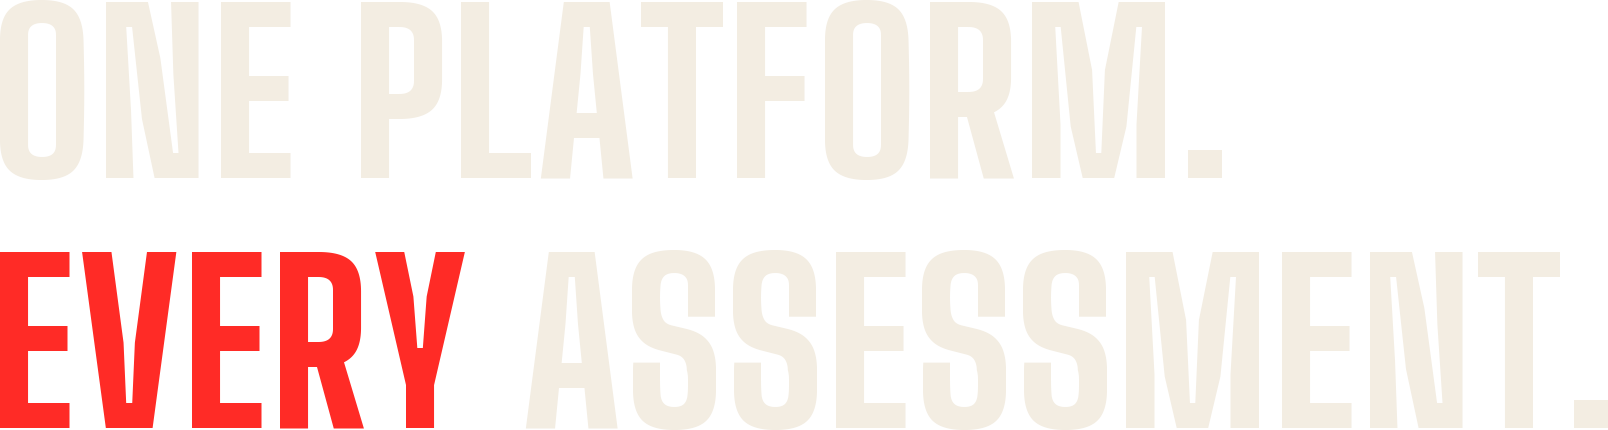 ONE PLATFORM.
EVERY ASSESSMENT.